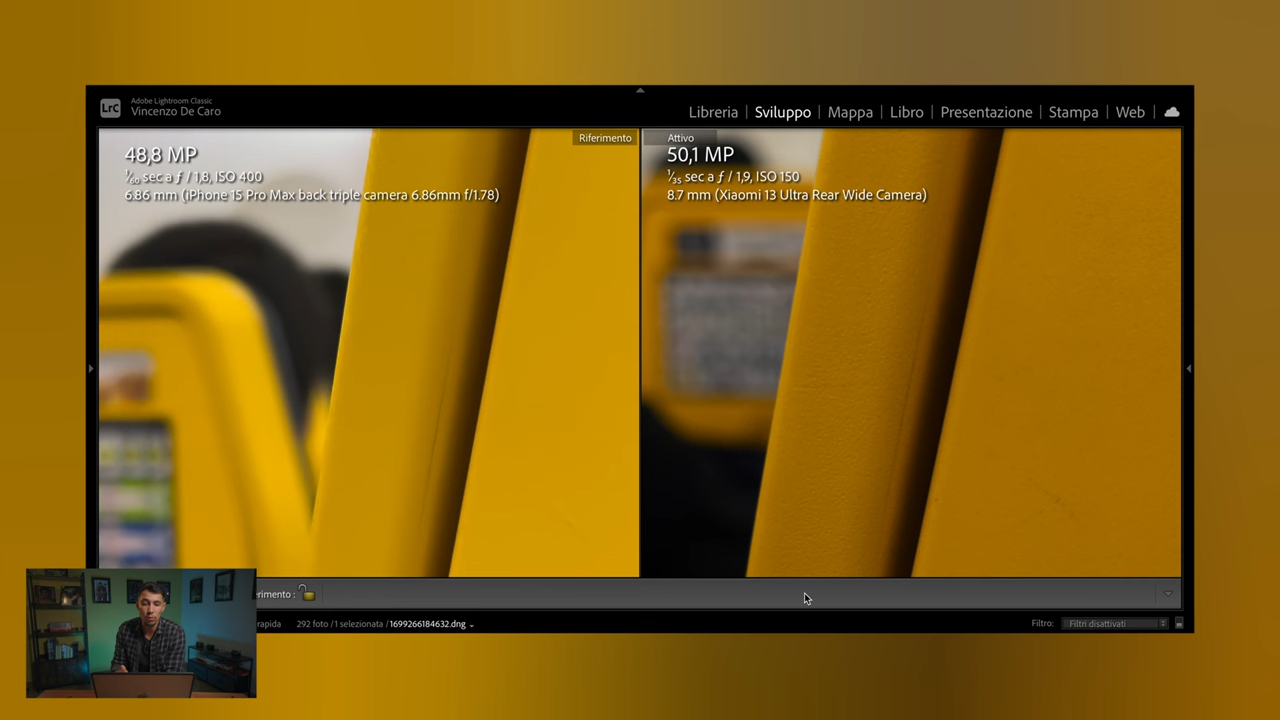 LrC
Adobe Lightroom Classic
Vincenzo De Caro
Libreria | Sviluppo | Mappa | Libro | Presentazione | Stampa | Web
Riferimento
48,8 MP
1/60 sec a ƒ / 1,8, ISO 400
6.86 mm (iPhone 15 Pro Max back triple camera 6.86mm f/1.78)
Attivo
50,1 MP
1/35 sec a ƒ / 1,9, ISO 150
8.7 mm (Xiaomi 13 Ultra Rear Wide Camera)
erimento :
rapida 292 foto / 1 selezionata / 1699266184632.dng
Filtro: Filtri disattivati